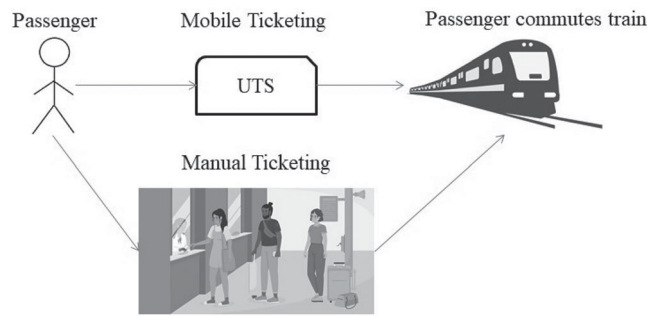 Passenger
Mobile Ticketing
Passenger commutes train
UTS
Manual Ticketing